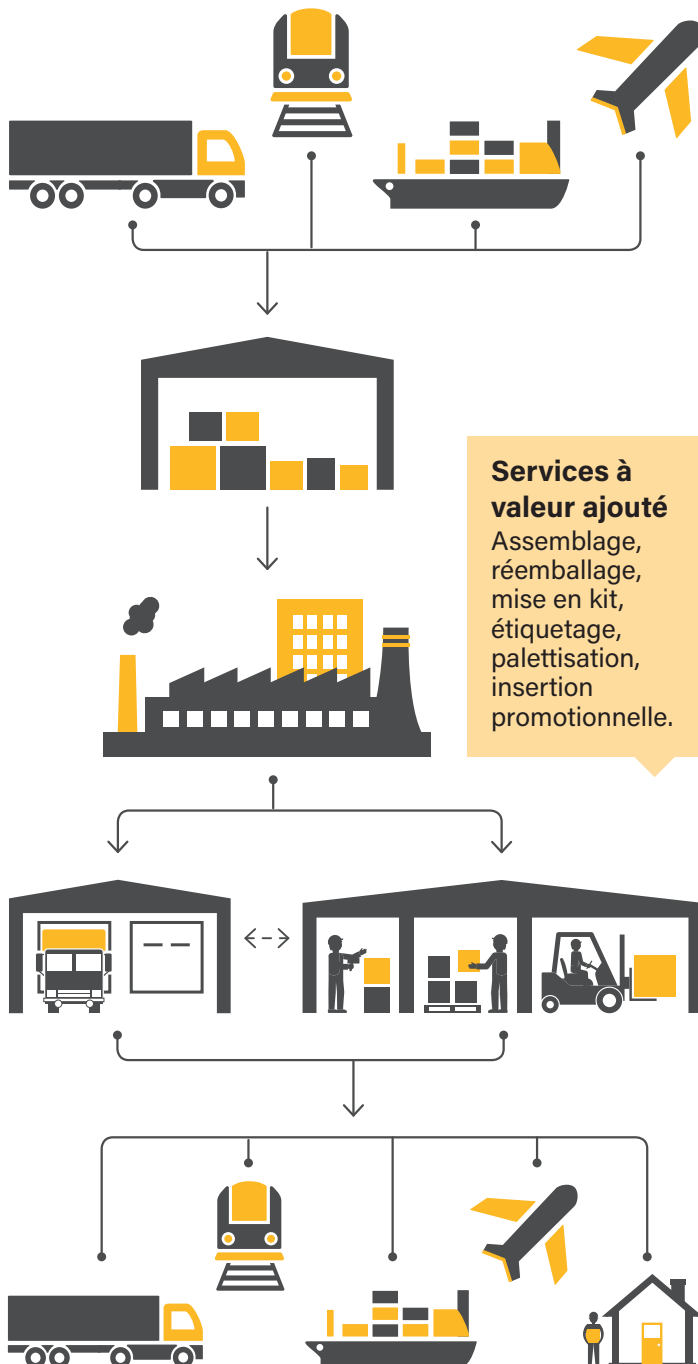 Services à
valeur ajouté
Assemblage,
réemballage,
mise en kit,
étiquetage,
palettisation,
insertion
promotionnelle.